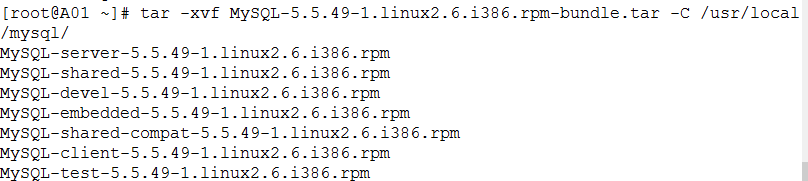 [root@A01 ~]# tar -xvf MySQL-5.5.49-1.linux2.6.i386.rpm-bundle.tar -C /usr/local
/mysql/
MySQL-server-5.5.49-1.linux2.6.i386.rpm
MySQL-shared-5.5.49-1.linux2.6.i386.rpm
MySQL-devel-5.5.49-1.linux2.6.i386.rpm
MySQL-embedded-5.5.49-1.linux2.6.i386.rpm
MySQL-shared-compat-5.5.49-1.linux2.6.i386.rpm
MySQL-client-5.5.49-1.linux2.6.i386.rpm
MySQL-test-5.5.49-1.linux2.6.i386.rpm